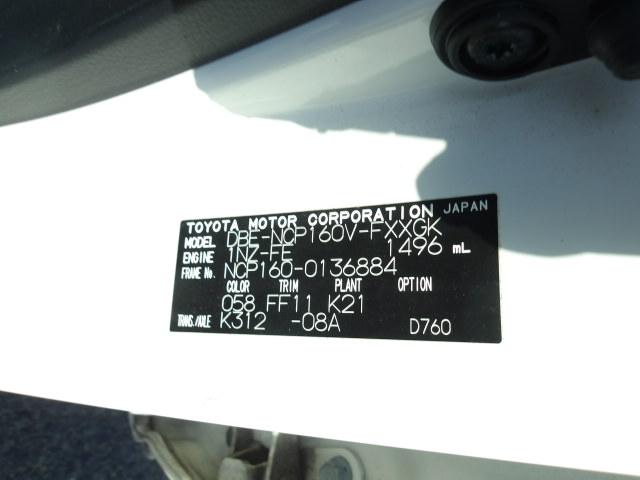 TOYOTA MOTOR CORPORATION JAPAN
MODEL DBE-NCP160V-FXXGK
ENGINE 1NZ-FE 1496 mL
FRAME No. NCP160-0136884
COLOR TRIM PLANT OPTION
058 FF11 K21
TRANS./AXLE K312 -08A D760